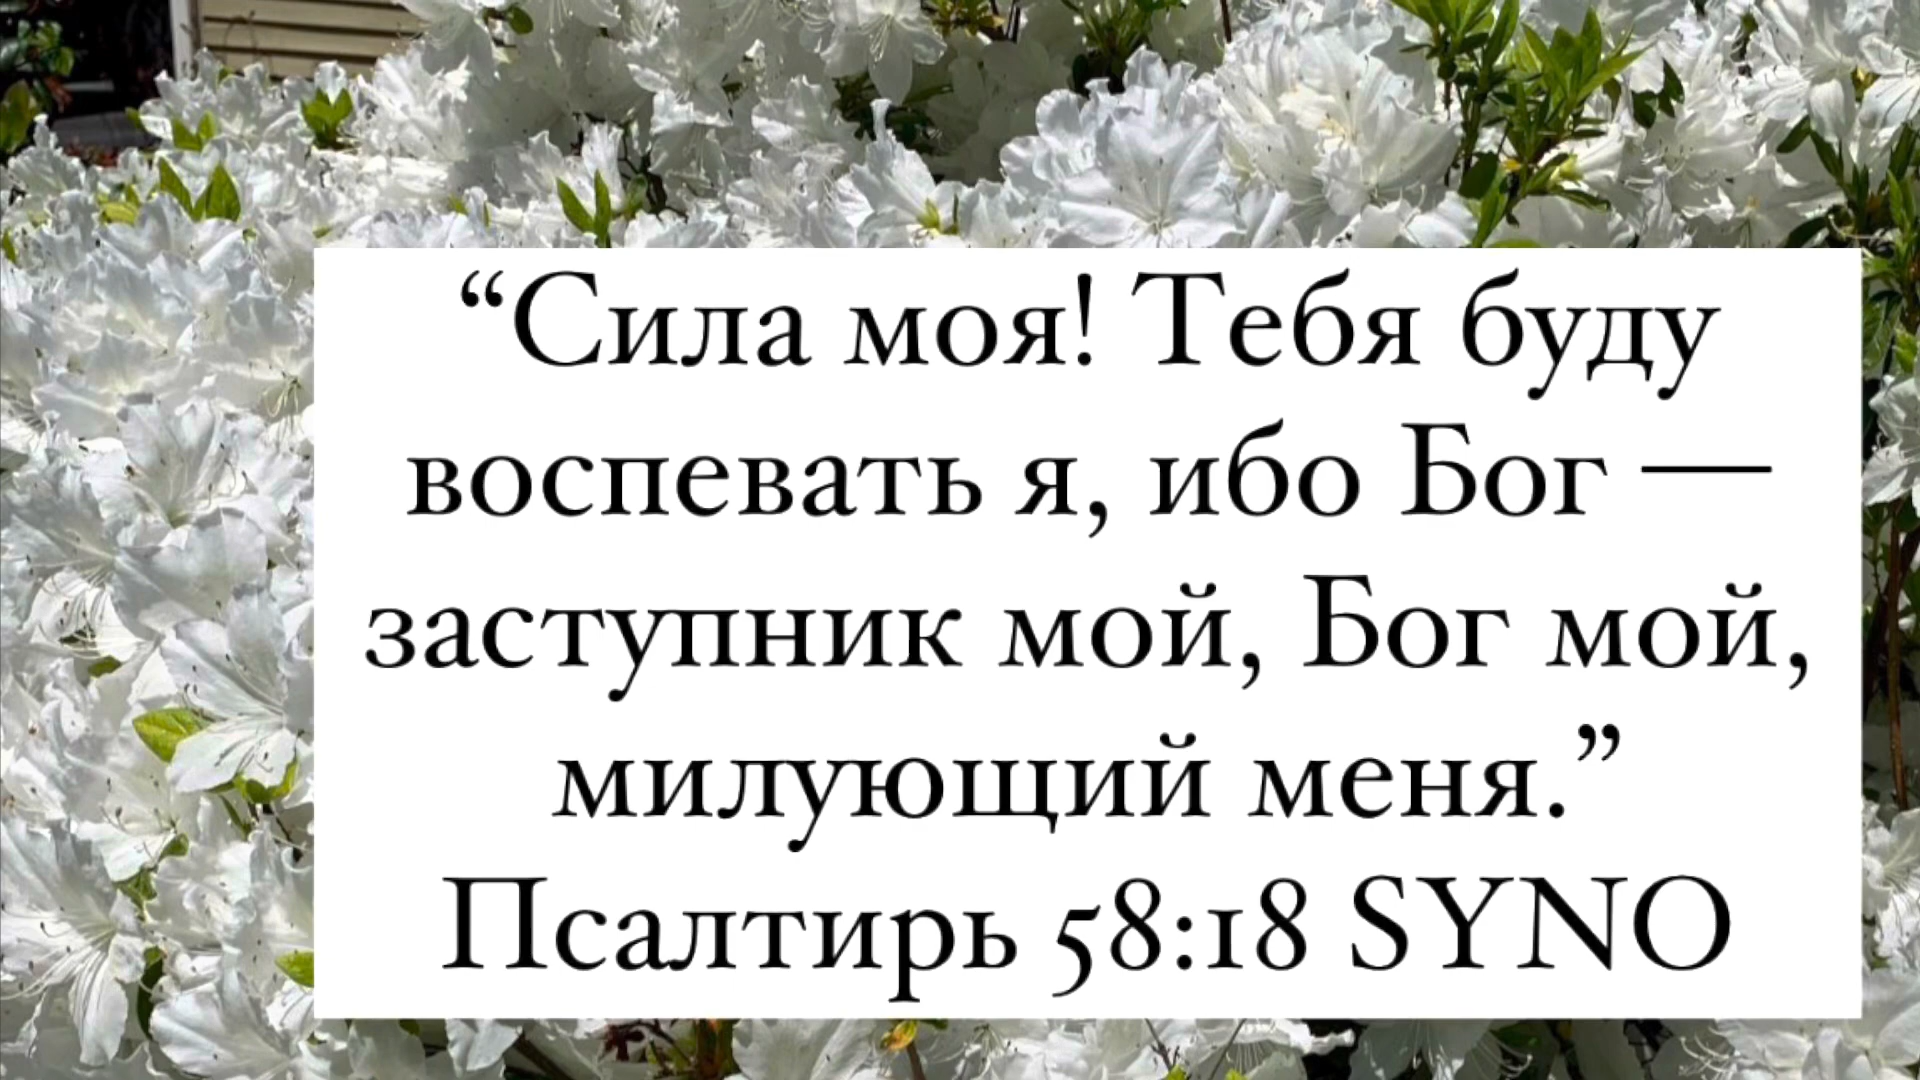 “Сила моя! Тебя буду
воспевать я, ибо Бог —
заступник мой, Бог мой,
милующий меня.”
Псалтирь 58:18 SYNO